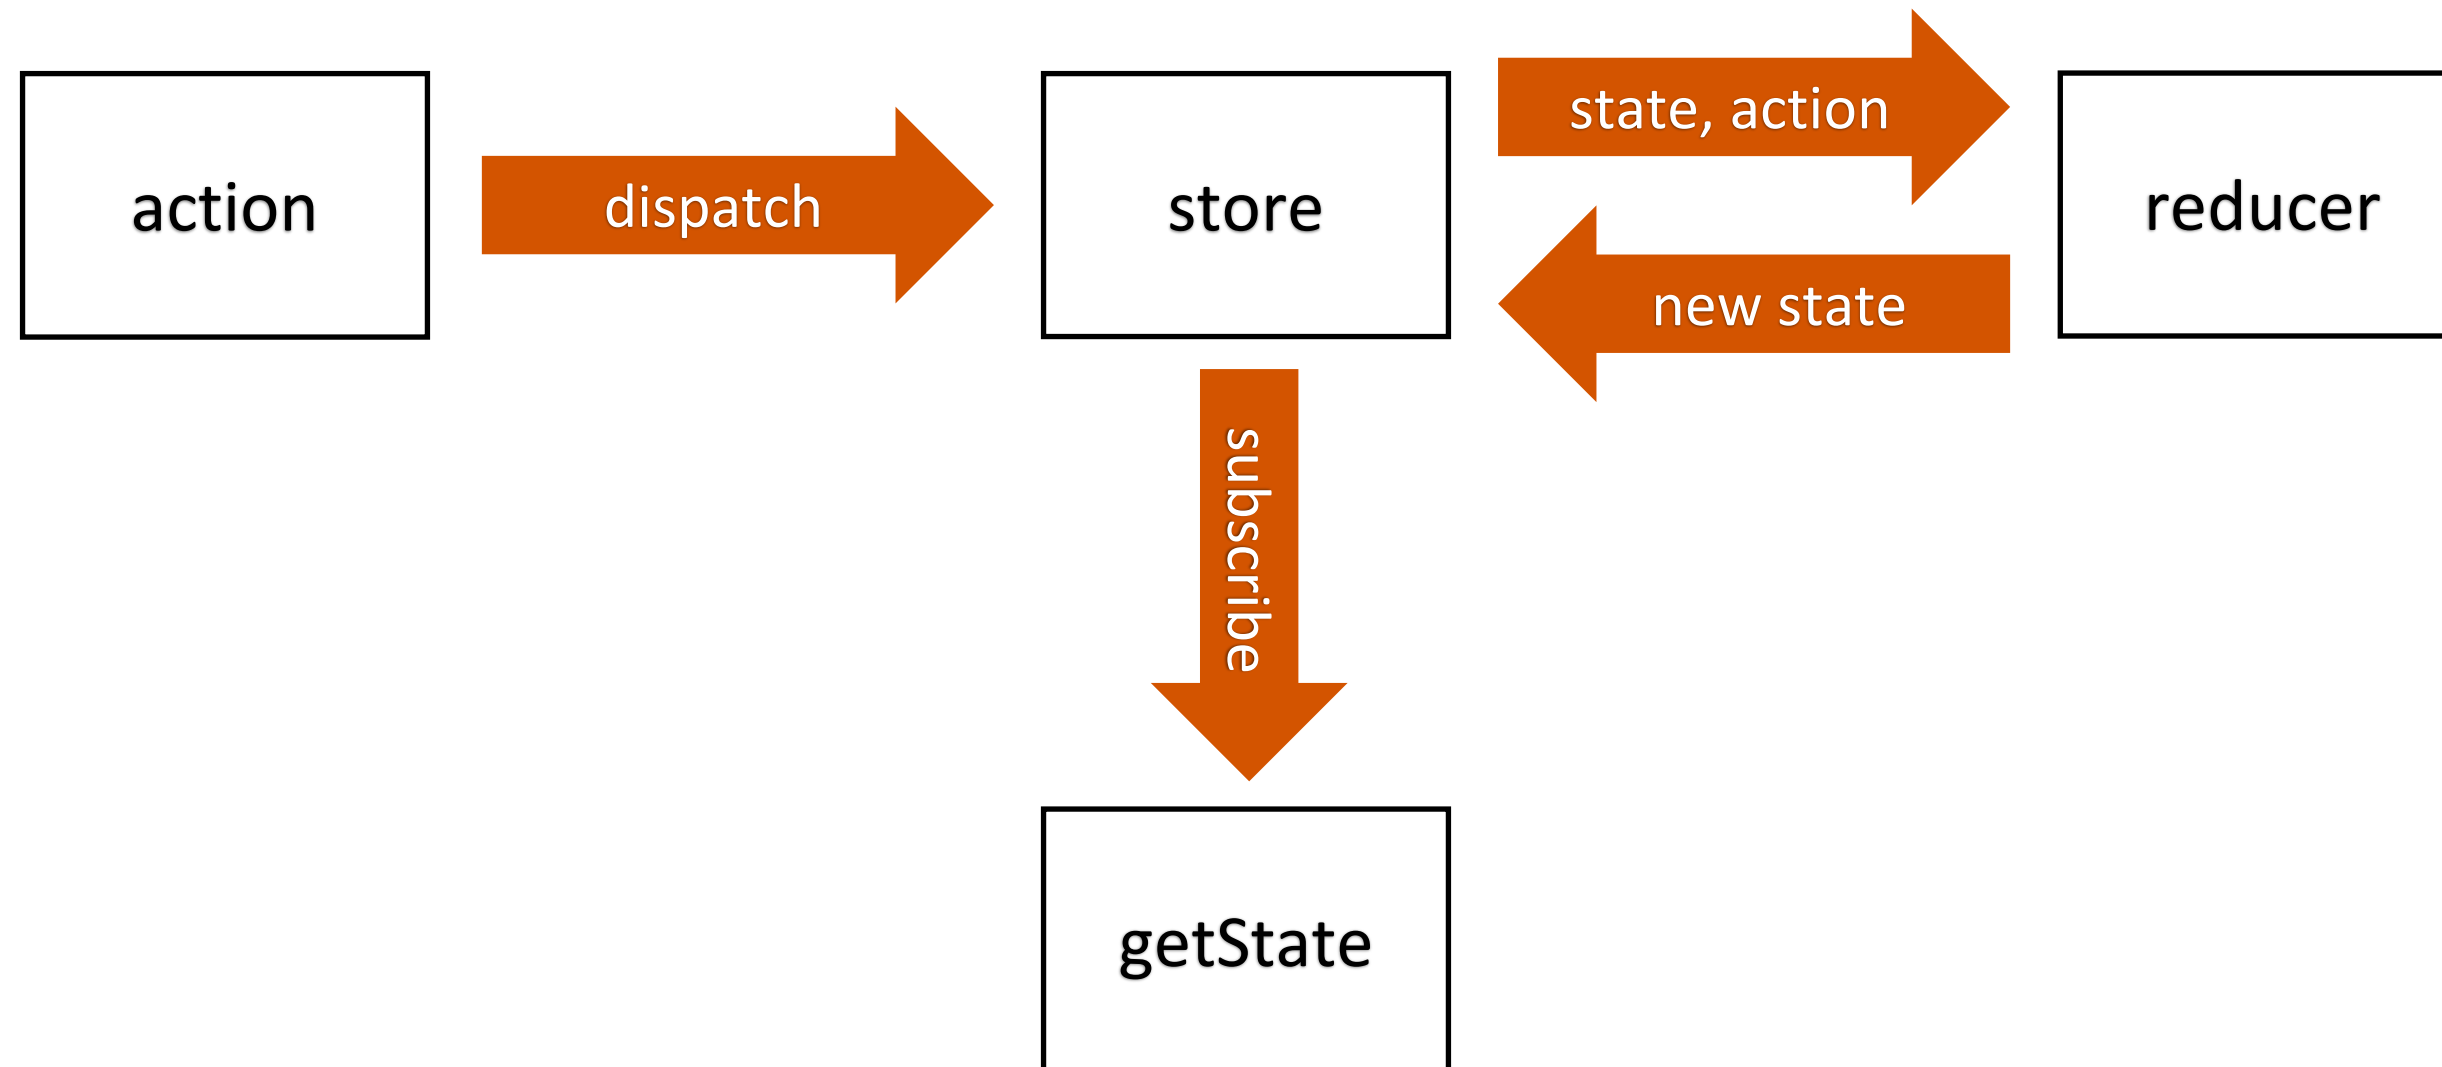 action
dispatch
store
state, action
new state
reducer
subscribe
getState